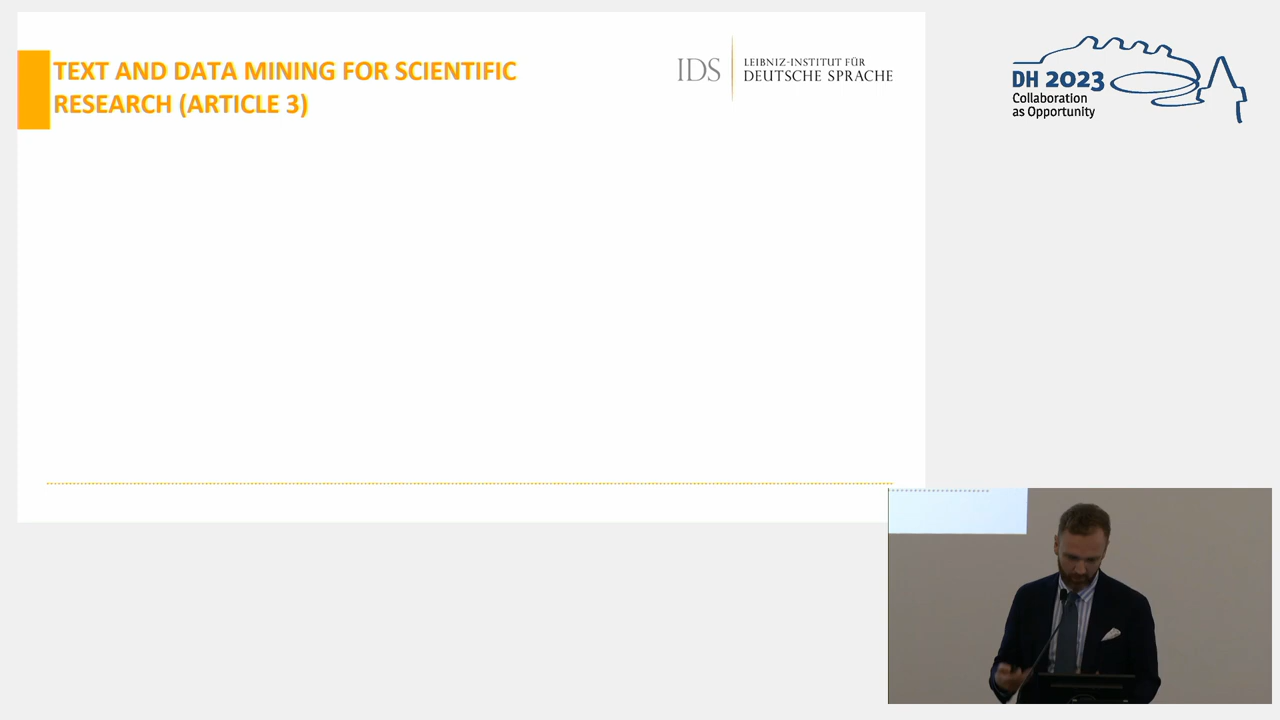 TEXT AND DATA MINING FOR SCIENTIFIC
RESEARCH (ARTICLE 3)
IDS
LEIBNIZ-INSTITUT FÜR
DEUTSCHE SPRACHE
DH 2023
Collaboration
as Opportunity